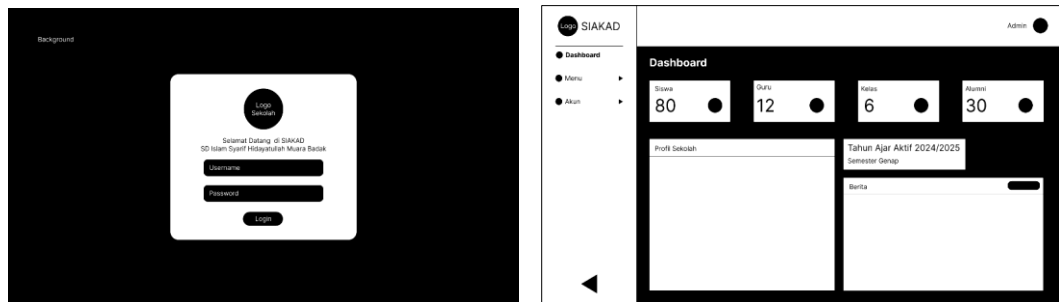 Background
Logo
Sekolah
Selamat Datang di SIAKAD
SD Islam Syarif Hidayatullah Muara Badak
Username
Password
Login
Logo SIAKAD
Dashboard
Menu
Akun
Admin
Dashboard
Siswa
80
Guru
12
Kelas
6
Alumni
30
Profil Sekolah
Tahun Ajar Aktif 2024/2025
Semester Genap
Berita